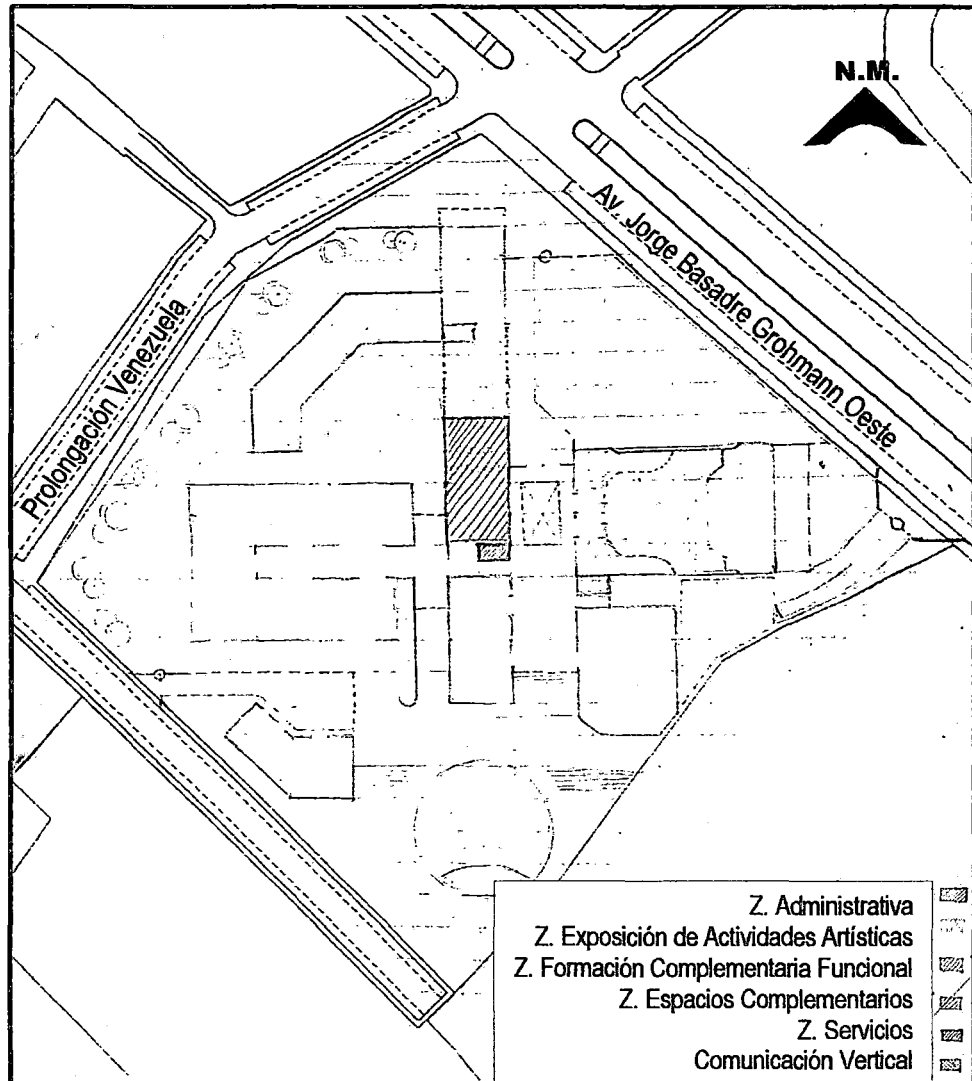 N.M.
Av. Jorge Basadre Grohmann Oeste
Prolongación Venezuela
Z. Administrativa
Z. Exposición de Actividades Artísticas
Z. Formación Complementaria Funcional
Z. Espacios Complementarios
Z. Servicios
Comunicación Vertical